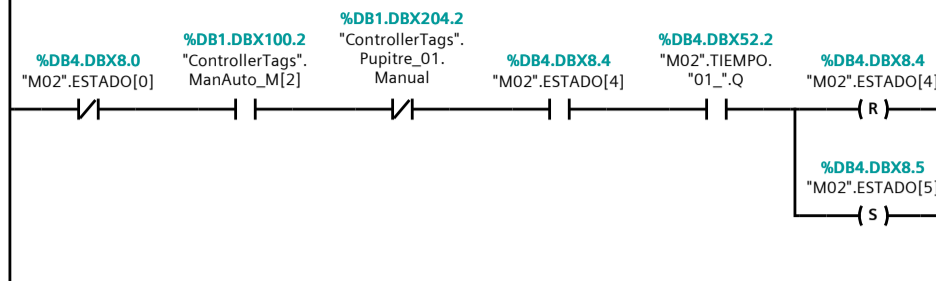 %DB4.DBX8.0
"M02".ESTADO[0]
%DB1.DBX100.2
"ControllerTags".
ManAuto_M[2]
%DB1.DBX204.2
"ControllerTags".
Pupitre_01.
Manual
%DB4.DBX8.4
"M02".ESTADO[4]
%DB4.DBX52.2
"M02".TIEMPO.
"01_".Q
%DB4.DBX8.4
"M02".ESTADO[4]
R
%DB4.DBX8.5
"M02".ESTADO[5]
S